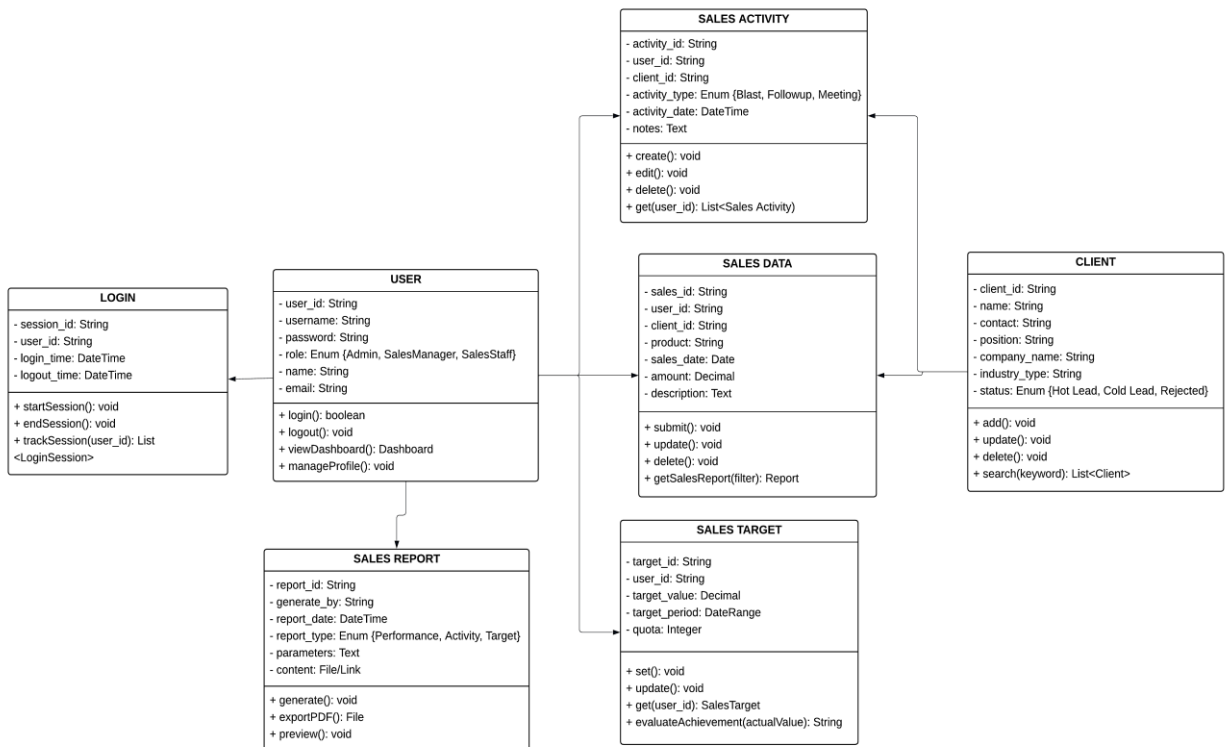 SALES ACTIVITY
- activity_id: String
- user_id: String
- client_id: String
- activity_type: Enum {Blast, Followup, Meeting}
- activity_date: DateTime
- notes: Text
+ create(): void
+ edit(): void
+ delete(): void
+ get(user_id): List<Sales Activity)
LOGIN
- session_id: String
- user_id: String
- login_time: DateTime
- logout_time: DateTime
+ startSession(): void
+ endSession(): void
+ trackSession(user_id): List
<LoginSession>
USER
- user_id: String
- username: String
- password: String
- role: Enum {Admin, SalesManager, SalesStaff}
- name: String
- email: String
+ login(): boolean
+ logout(): void
+ viewDashboard(): Dashboard
+ manageProfile(): void
SALES DATA
- sales_id: String
- user_id: String
- client_id: String
- product: String
- sales_date: Date
- amount: Decimal
- description: Text
+ submit(): void
+ update(): void
+ delete(): void
+ getSalesReport(filter): Report
CLIENT
- client_id: String
- name: String
- contact: String
- position: String
- company_name: String
- industry_type: String
- status: Enum {Hot Lead, Cold Lead, Rejected}
+ add(): void
+ update(): void
+ delete(): void
+ search(keyword): List<Client>
SALES REPORT
- report_id: String
- generate_by: String
- report_date: DateTime
- report_type: Enum {Performance, Activity, Target}
- parameters: Text
- content: File/Link
+ generate(): void
+ exportPDF(): File
+ preview(): void
SALES TARGET
- target_id: String
- user_id: String
- target_value: Decimal
- target_period: DateRange
- quota: Integer
+ set(): void
+ update(): void
+ get(user_id): SalesTarget
+ evaluateAchievement(actualValue): String